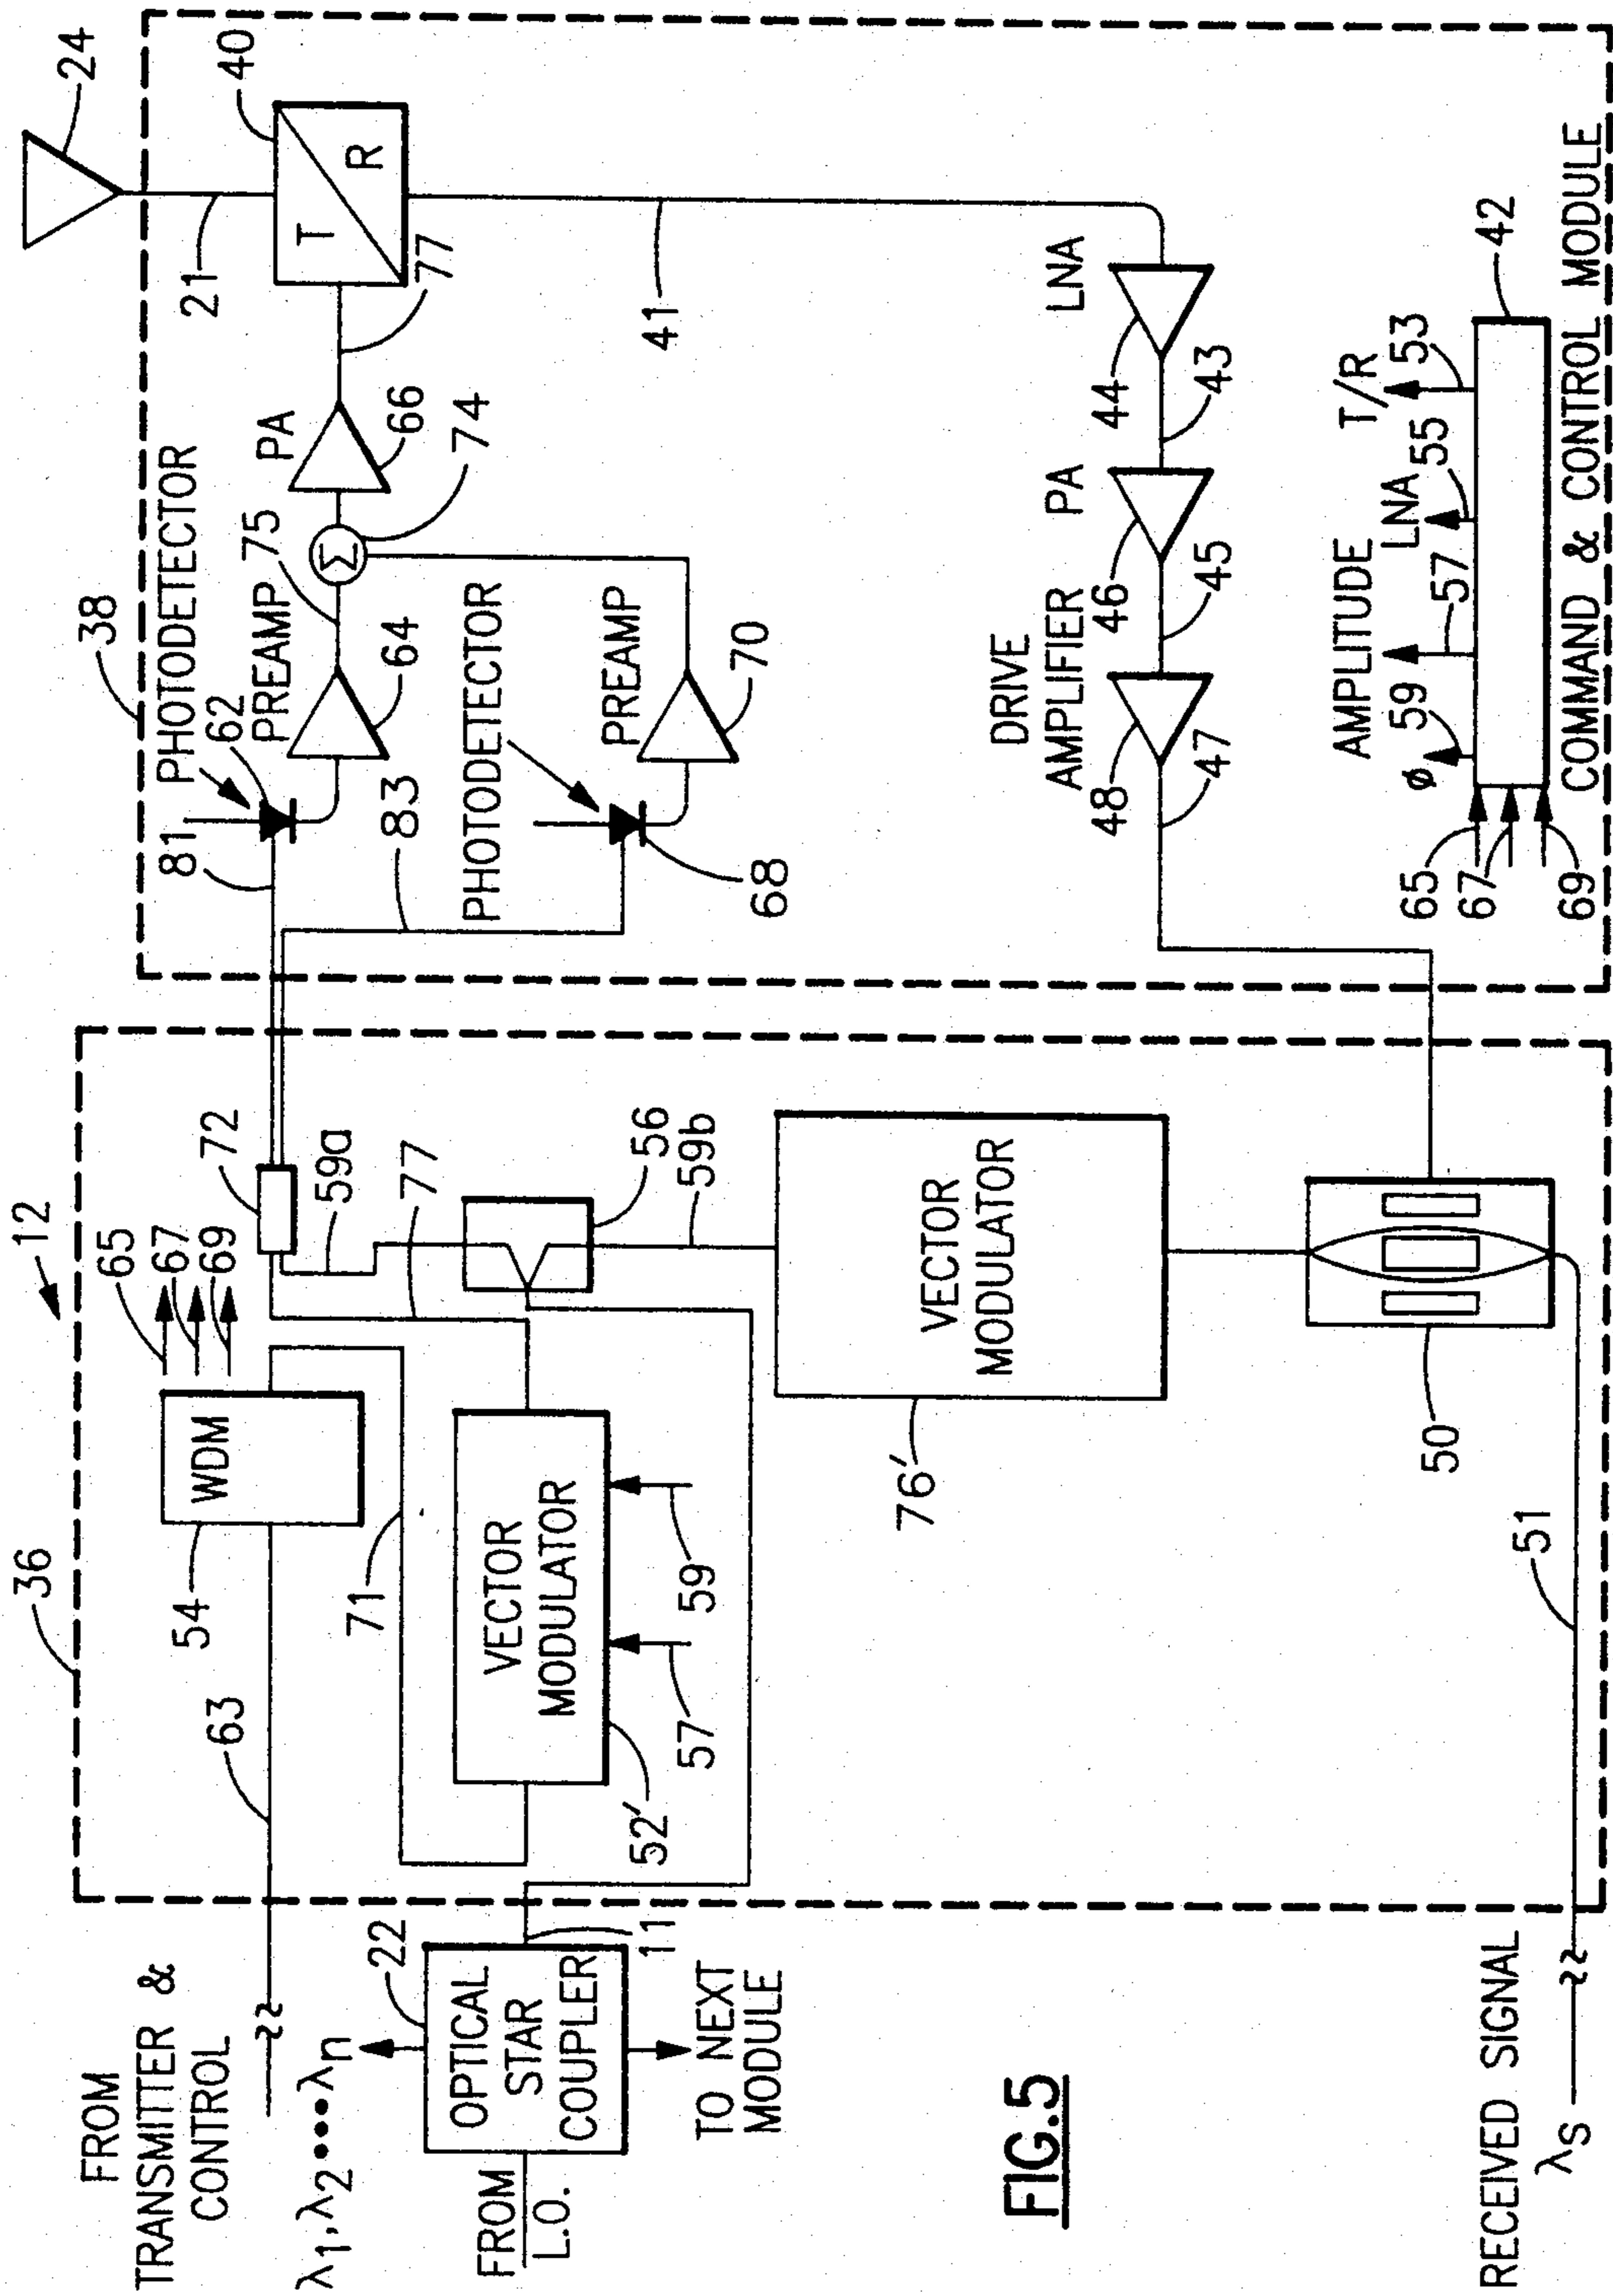 24
38
40
PHOTODETECTOR
62
PREAMP
75
PA
21
T
R
81
64
66
77
74
83
PHOTODETECTOR
PREAMP
68
70
41
DRIVE
AMPLIFIER
PA
LNA
48
46
44
47
45
43
AMPLITUDE
LNA
T/R
ϕ
59
57
55
53
42
65
67
69
COMMAND & CONTROL MODULE
12
36
65
67
69
72
WDM
54
63
59a
71
77
VECTOR
MODULATOR
56
59b
52'
57
59
VECTOR
MODULATOR
76'
50
51
FROM
TRANSMITTER &
CONTROL
λ1,λ2•••λn
22
OPTICAL
STAR
COUPLER
11
FROM
L.O.
TO NEXT
MODULE
FIG.5
RECEIVED SIGNAL
λS